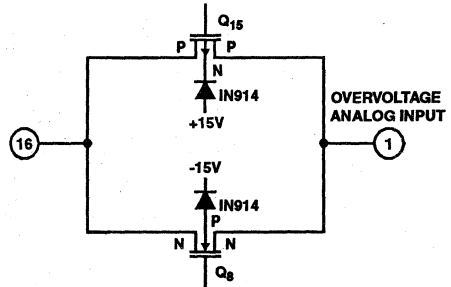 Q15
P P
N
IN914
+15V
OVERVOLTAGE
ANALOG INPUT
16
1
-15V
IN914
P
N N
Q8